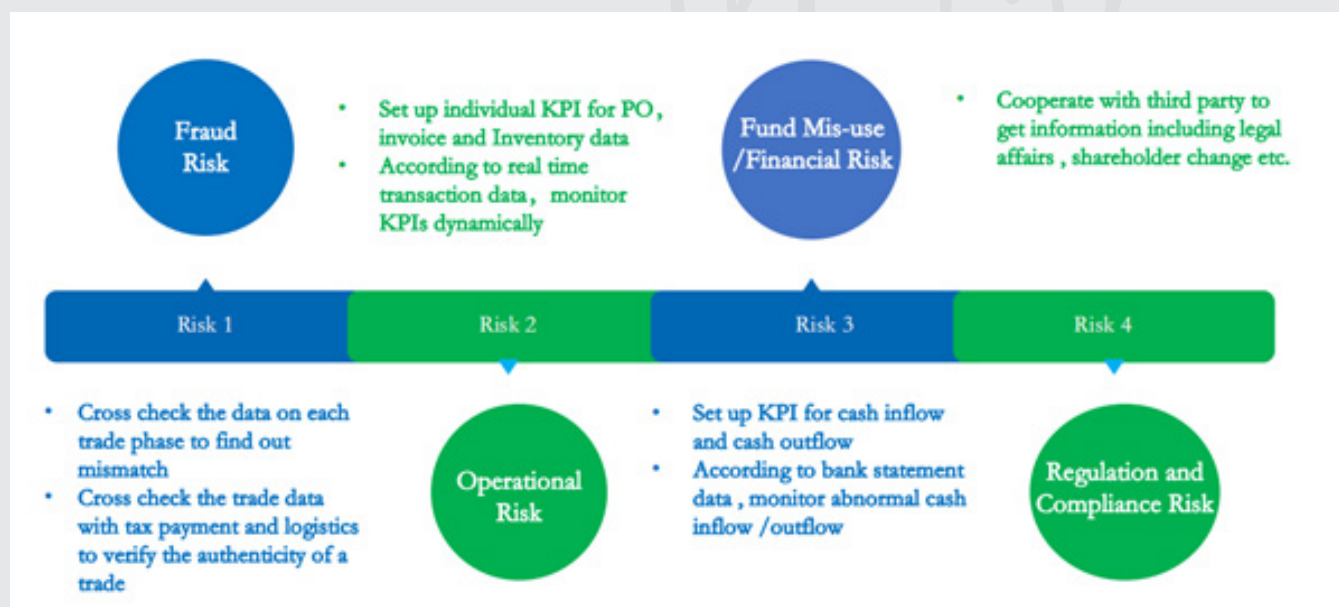 Fraud
Risk
• Set up individual KPI for PO,
invoice and Inventory data
• According to real time
transaction data, monitor
KPIs dynamically
Fund Mis-use
/Financial Risk
• Cooperate with third party to
get information including legal
affairs , shareholder change etc.
Risk 1
Risk 2
Risk 3
Risk 4
• Cross check the data on each
trade phase to find out
mismatch
• Cross check the trade data
with tax payment and logistics
to verify the authenticity of a
trade
Operational
Risk
• Set up KPI for cash inflow
and cash outflow
• According to bank statement
data , monitor abnormal cash
inflow /outflow
Regulation and
Compliance Risk